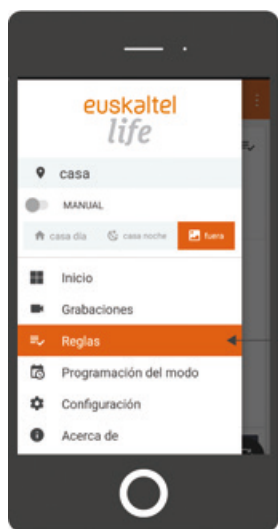 euskaltel
life
casa
MANUAL
casa día casa noche fuera
Inicio
Grabaciones
Reglas
Programación del modo
Configuración
Acerca de